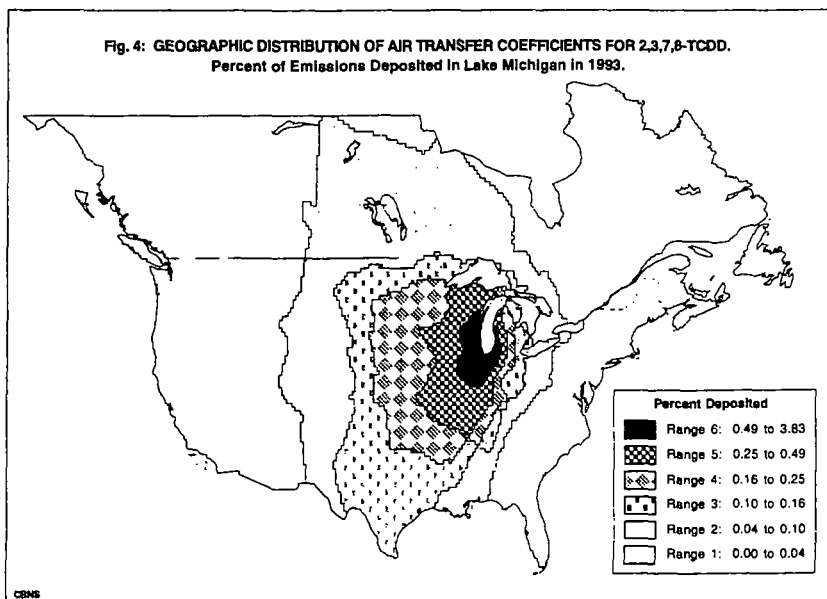 Fig. 4: GEOGRAPHIC DISTRIBUTION OF AIR TRANSFER COEFFICIENTS FOR 2,3,7,8-TCDD.
Percent of Emissions Deposited in Lake Michigan in 1993.
Percent Deposited
Range 6: 0.49 to 3.83
Range 5: 0.25 to 0.49
Range 4: 0.16 to 0.25
Range 3: 0.10 to 0.16
Range 2: 0.04 to 0.10
Range 1: 0.00 to 0.04
CBNS